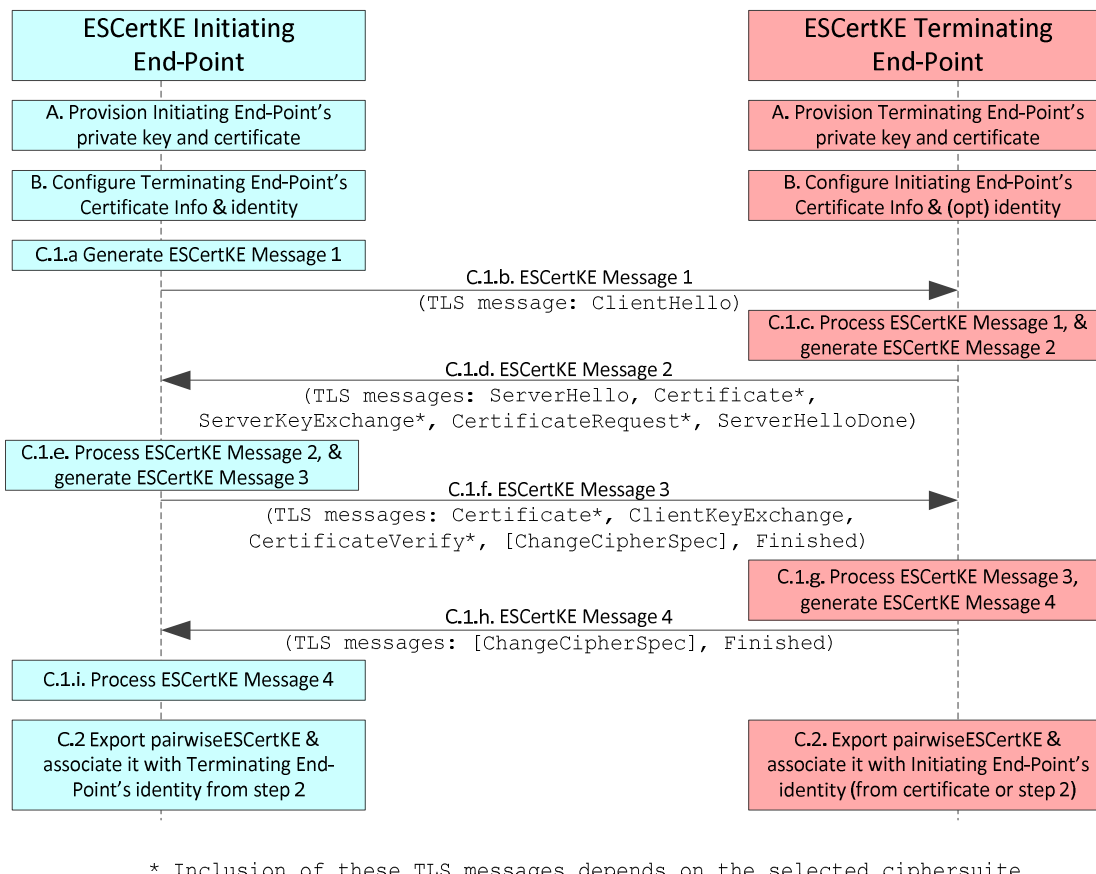 ESCertKE Initiating
End-Point
ESCertKE Terminating
End-Point
A. Provision Initiating End-Point's
private key and certificate
A. Provision Terminating End-Point's
private key and certificate
B. Configure Terminating End-Point's
Certificate Info & identity
B. Configure Initiating End-Point's
Certificate Info & (opt) identity
C.1.a Generate ESCertKE Message 1
C.1.b. ESCertKE Message 1
(TLS message: ClientHello)
C.1.c. Process ESCertKE Message 1, &
generate ESCertKE Message 2
C.1.d. ESCertKE Message 2
(TLS messages: ServerHello, Certificate*,
ServerKeyExchange*, CertificateRequest*, ServerHelloDone)
C.1.e. Process ESCertKE Message 2, &
generate ESCertKE Message 3
C.1.f. ESCertKE Message 3
(TLS messages: Certificate*, ClientKeyExchange,
CertificateVerify*, [ChangeCipherSpec], Finished)
C.1.g. Process ESCertKE Message 3,
generate ESCertKE Message 4
C.1.h. ESCertKE Message 4
(TLS messages: [ChangeCipherSpec], Finished)
C.1.i. Process ESCertKE Message 4
C.2 Export pairwiseESCertKE &
associate it with Terminating End-
Point's identity from step 2
C.2. Export pairwiseESCertKE &
associate it with Initiating End-Point's
identity (from certificate or step 2)
* Inclusion of these TLS messages depends on the selected ciphersuite